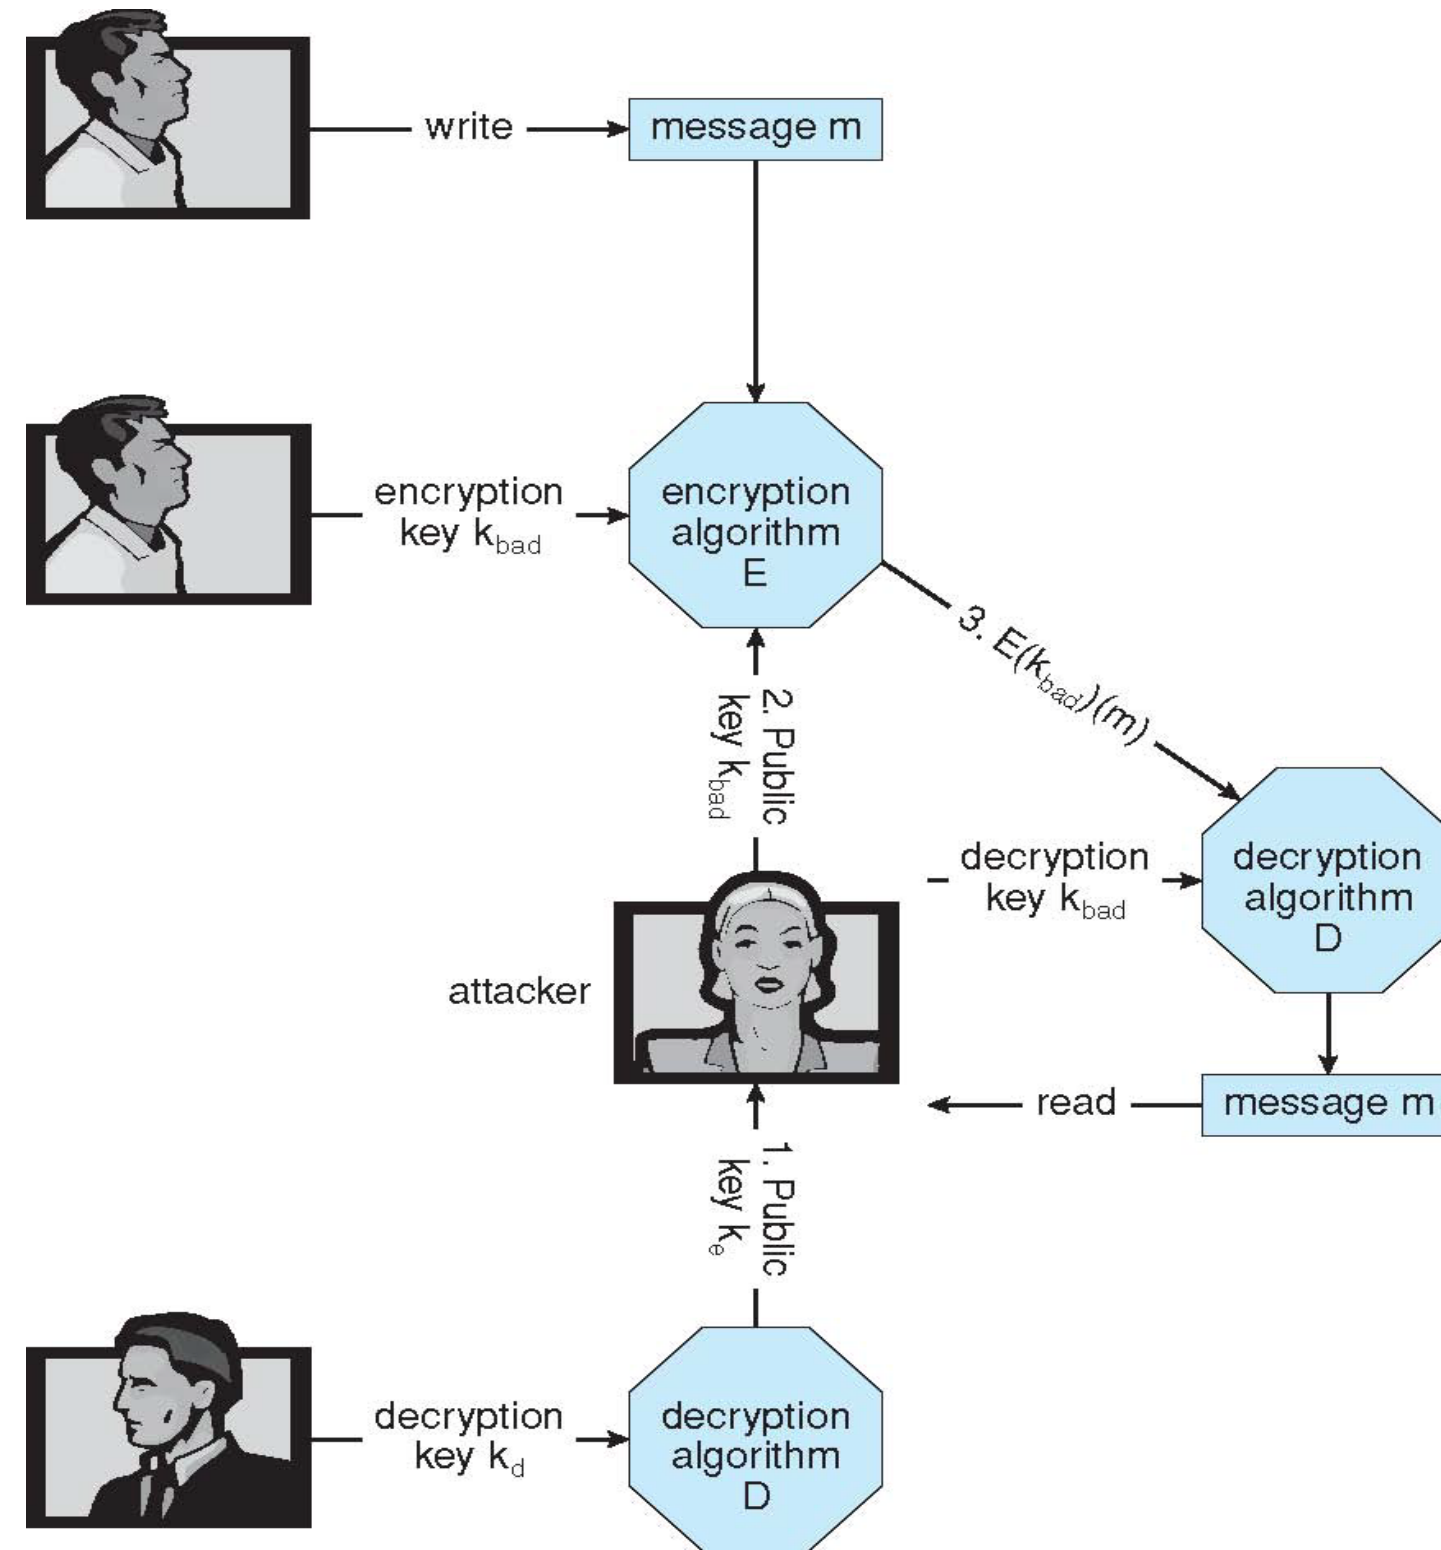 write
message m
encryption
key k_bad
encryption
algorithm
E
3. E(k_bad)(m)
2. Public
key k_bad
decryption
key k_bad
decryption
algorithm
D
attacker
read
message m
1. Public
key k_e
decryption
key k_d
decryption
algorithm
D